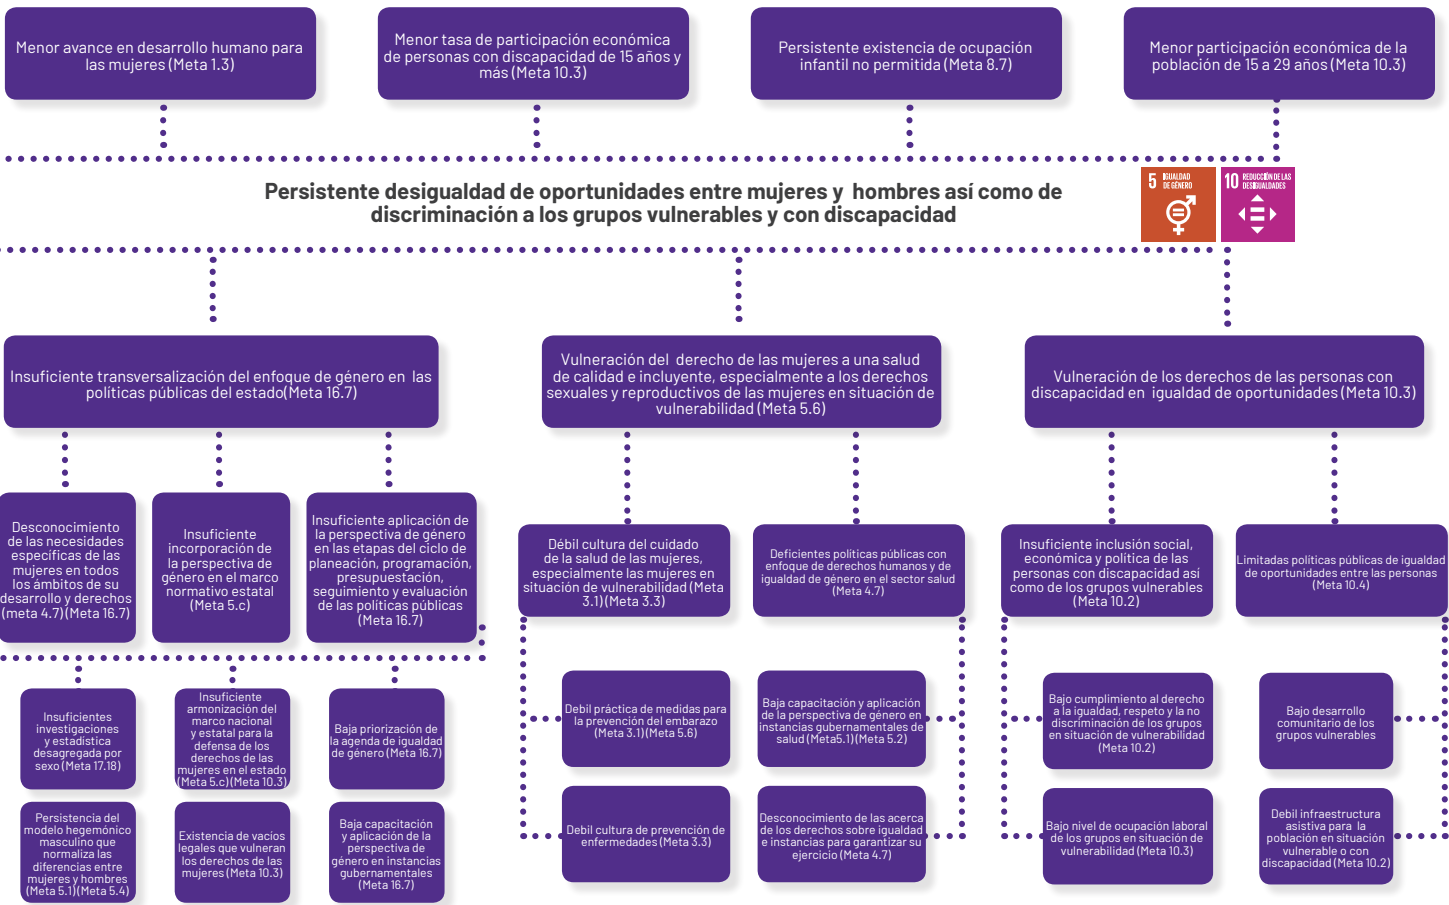 Menor avance en desarrollo humano para
las mujeres (Meta 1.3)
Menor tasa de participación económica
de personas con discapacidad de 15 años y
más (Meta 10.3)
Persistente existencia de ocupación
infantil no permitida (Meta 8.7)
Menor participación económica de la
población de 15 a 29 años (Meta 10.3)
Persistente desigualdad de oportunidades entre mujeres y hombres así como de
discriminación a los grupos vulnerables y con discapacidad
5 IGUALDAD
DE GÉNERO
10 REDUCCIÓN DE LAS
DESIGUALDADES
Insuficiente transversalización del enfoque de género en las
políticas públicas del estado(Meta 16.7)
Vulneración del derecho de las mujeres a una salud
de calidad e incluyente, especialmente a los derechos
sexuales y reproductivos de las mujeres en situación de
vulnerabilidad (Meta 5.6)
Vulneración de los derechos de las personas con
discapacidad en igualdad de oportunidades (Meta 10.3)
Desconocimiento
de las necesidades
específicas de las
mujeres en todos
los ámbitos de su
desarrollo y derechos
(meta 4.7)(Meta 16.7)
Insuficiente
incorporación de
la perspectiva de
género en el marco
normativo estatal
(Meta 5.c)
Insuficiente aplicación de
la perspectiva de género
en las etapas del ciclo de
planeación, programación,
presupuestación,
seguimiento y evaluación
de las políticas públicas
(Meta 16.7)
Débil cultura del cuidado
de la salud de las mujeres,
especialmente las mujeres en
situación de vulnerabilidad (Meta
3.1)(Meta 3.3)
Deficientes políticas públicas con
enfoque de derechos humanos y de
igualdad de género en el sector salud
(Meta 4.7)
Insuficiente inclusión social,
económica y política de las
personas con discapacidad así
como de los grupos vulnerables
(Meta 10.2)
Limitadas políticas públicas de igualdad
de oportunidades entre las personas
(Meta 10.4)
Insuficientes
investigaciones
y estadística
desagregada por
sexo (Meta 17.18)
Insuficiente
armonización del
marco nacional
y estatal para la
defensa de los
derechos de las
mujeres en el estado
(Meta 5.c)(Meta 10.3)
Baja priorización de
la agenda de igualdad
de género (Meta 16.7)
Debil práctica de medidas para
la prevención del embarazo
(Meta 3.1)(Meta 5.6)
Baja capacitación y aplicación
de la perspectiva de género en
instancias gubernamentales de
salud (Meta5.1)(Meta 5.2)
Bajo cumplimiento al derecho
a la igualdad, respeto y la no
discriminación de los grupos
en situación de vulnerabilidad
(Meta 10.2)
Bajo desarrollo
comunitario de los
grupos vulnerables
Persistencia del
modelo hegemónico
masculino que
normaliza las
diferencias entre
mujeres y hombres
(Meta 5.1)(Meta 5.4)
Existencia de vacíos
legales que vulneran
los derechos de las
mujeres (Meta 10.3)
Baja capacitación
y aplicación de la
perspectiva de
género en instancias
gubernamentales
(Meta 16.7)
Debil cultura de prevención de
enfermedades (Meta 3.3)
Desconocimiento de las acerca
de los derechos sobre igualdad
e instancias para garantizar su
ejercicio (Meta 4.7)
Bajo nivel de ocupación laboral
de los grupos en situación de
vulnerabilidad (Meta 10.3)
Debil infraestructura
asistiva para la
población en situación
vulnerable o con
discapacidad (Meta 10.2)